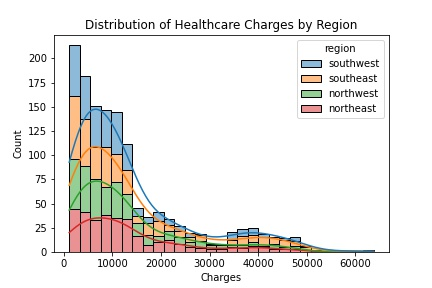 Distribution of Healthcare Charges by Region
region
southwest
southeast
northwest
northeast
200
175
150
125
100
75
50
25
0
Count
0 10000 20000 30000 40000 50000 60000
Charges